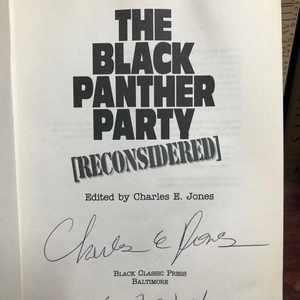 THE
BLACK
PANTHER
PARTY
[RECONSIDERED]
Edited by Charles E. Jones
Charles E Jones
BLACK CLASSIC PRESS
BALTIMORE